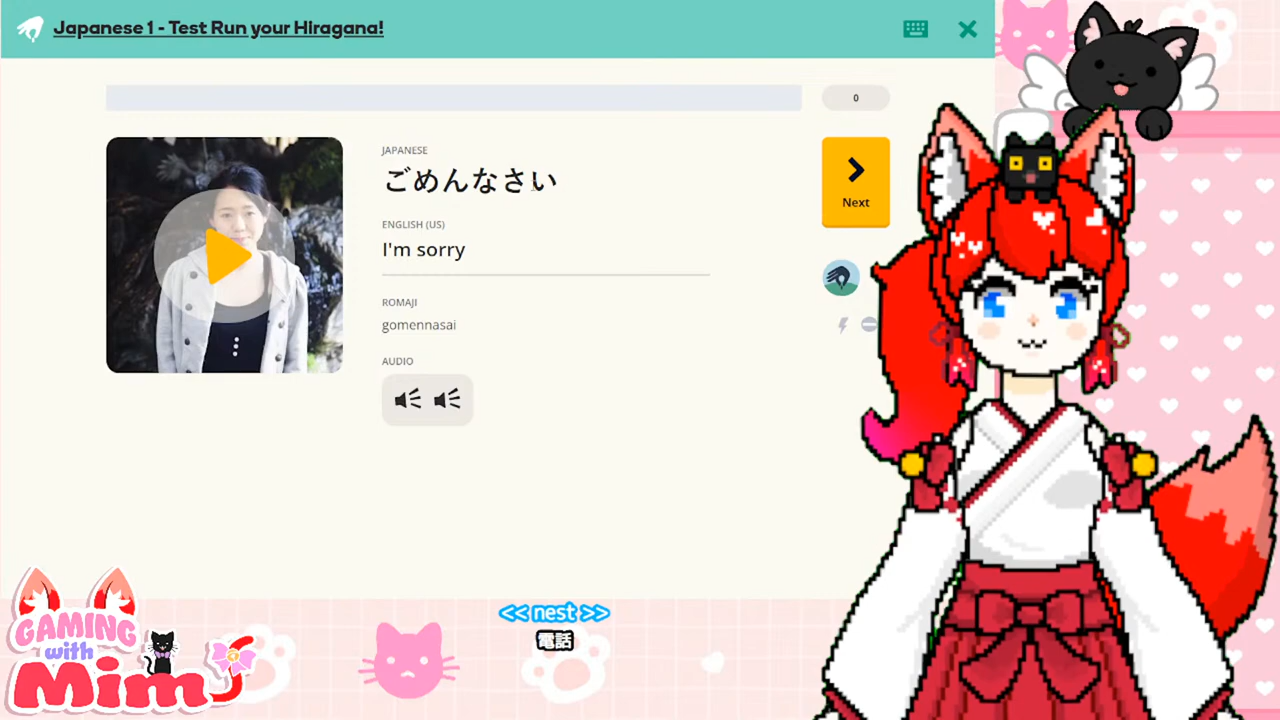 Japanese 1 - Test Run your Hiragana!
0
JAPANESE
ごめんなさい
ENGLISH (US)
I'm sorry
ROMAJI
gomennasai
AUDIO
Next
<< nest >>
電話
GAMING
with
Mim